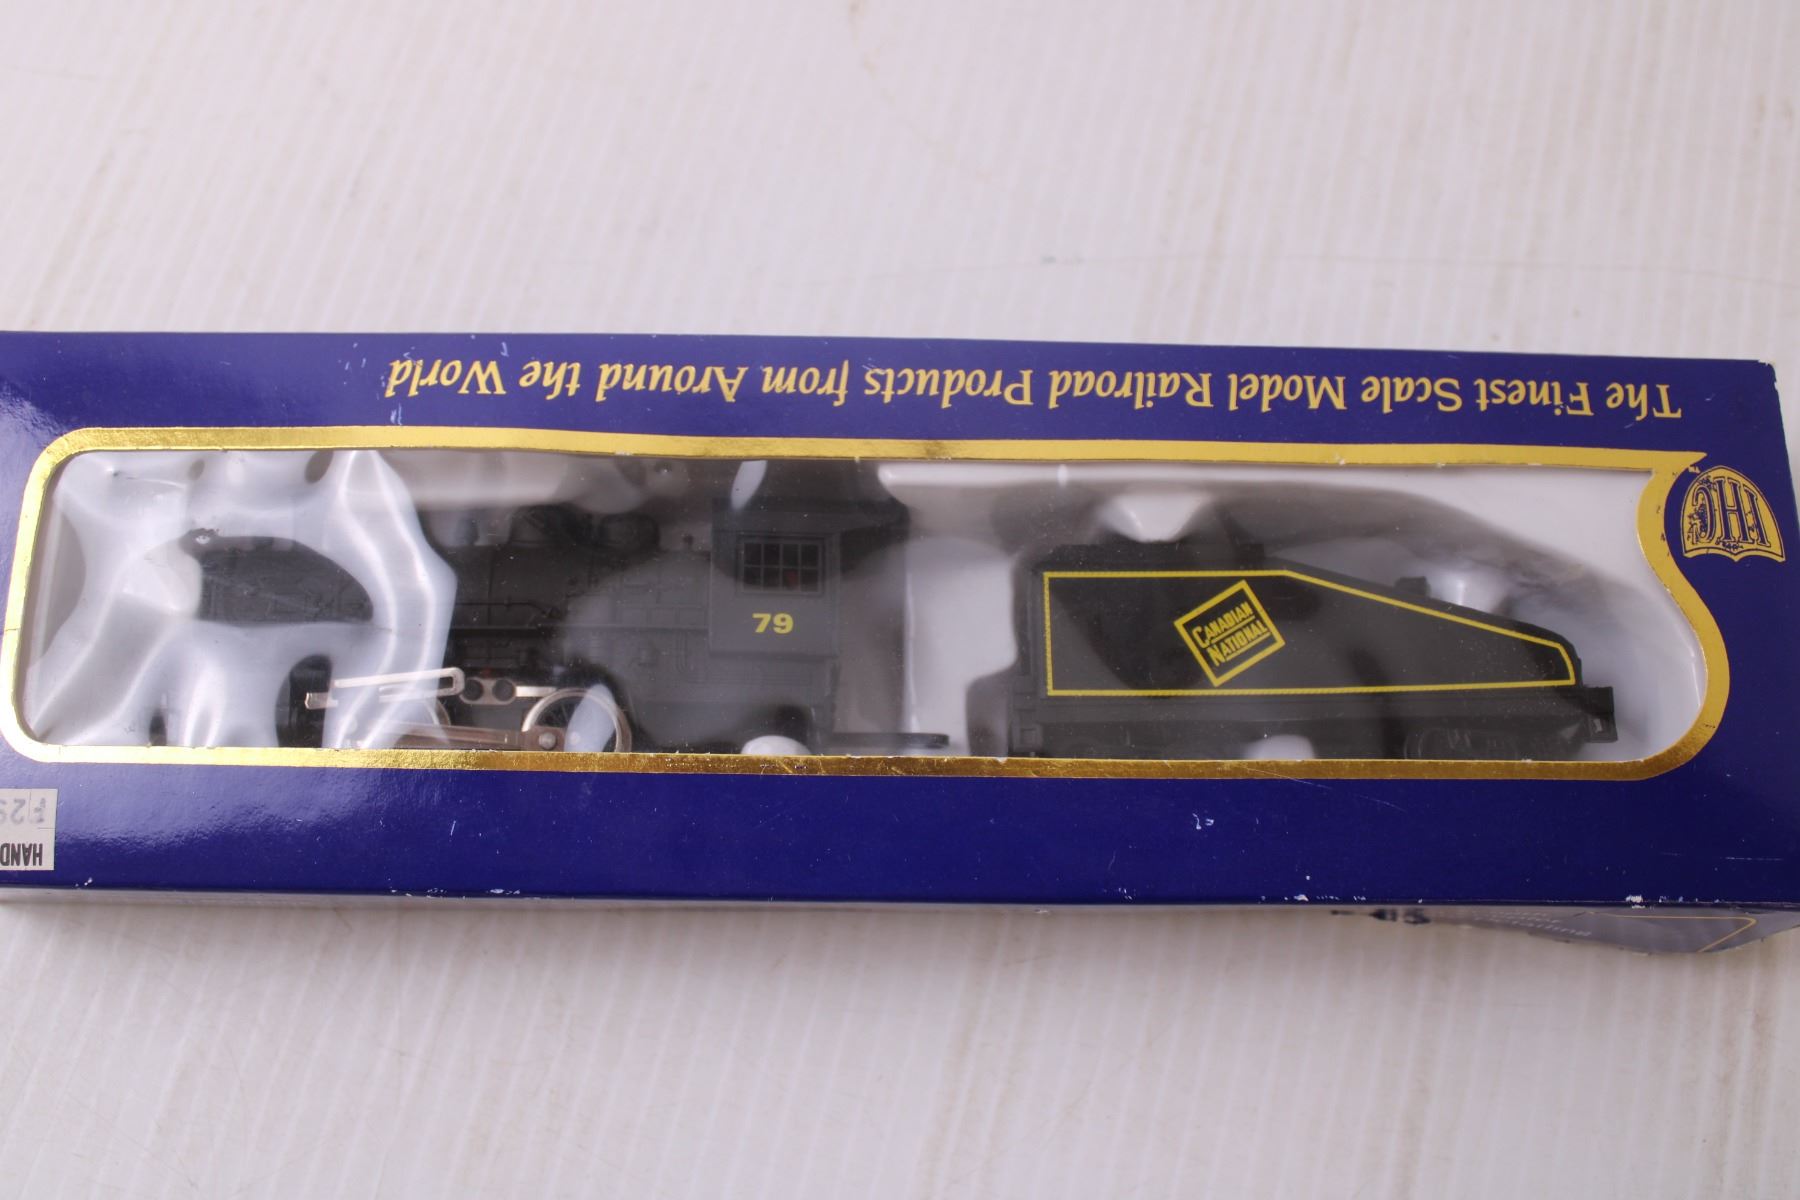 The Finest Scale Model Railroad Products from Around the World
IHC
79
CANADIAN
NATIONAL
HAND